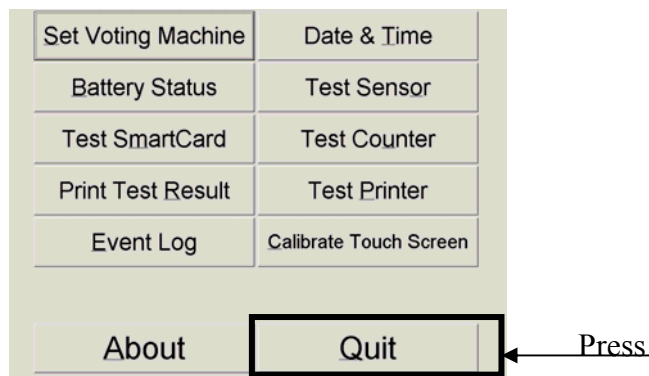 Set Voting Machine Date & Time
Battery Status Test Sensor
Test SmartCard Test Counter
Print Test Result Test Printer
Event Log Calibrate Touch Screen
About Quit Press